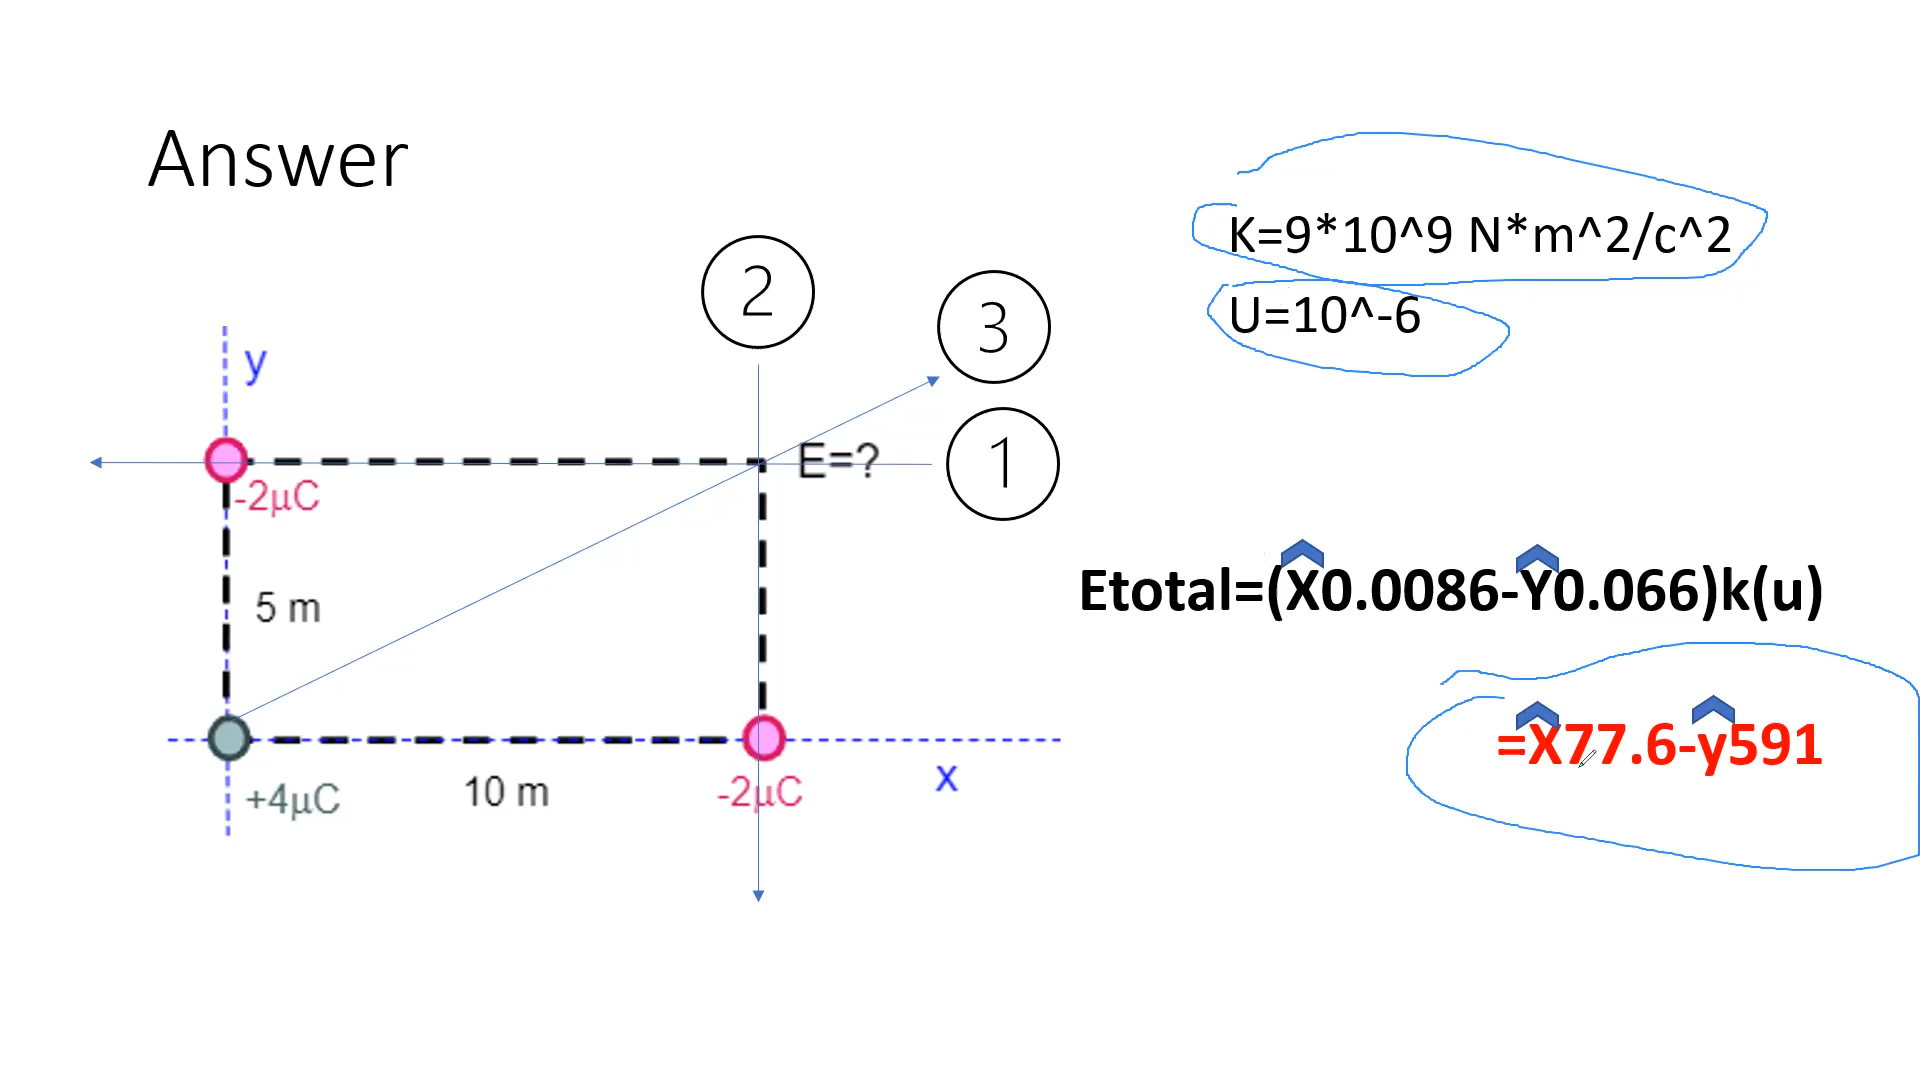 Answer
K=9*10^9 N*m^2/c^2
U=10^-6
2
3
1
y
E=?
-2μC
5 m
+4μC
10 m
-2μC
x
Etotal=(X0.0086-Y0.066)k(u)
=X77.6-y591